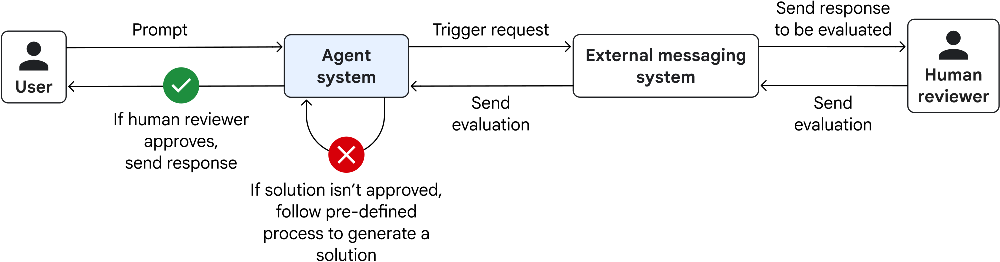 Prompt
User
If human reviewer
approves,
send response
Agent
system
If solution isn’t approved,
follow pre-defined
process to generate a
solution
Trigger request
Send
evaluation
External messaging
system
Send response
to be evaluated
Send
evaluation
Human
reviewer